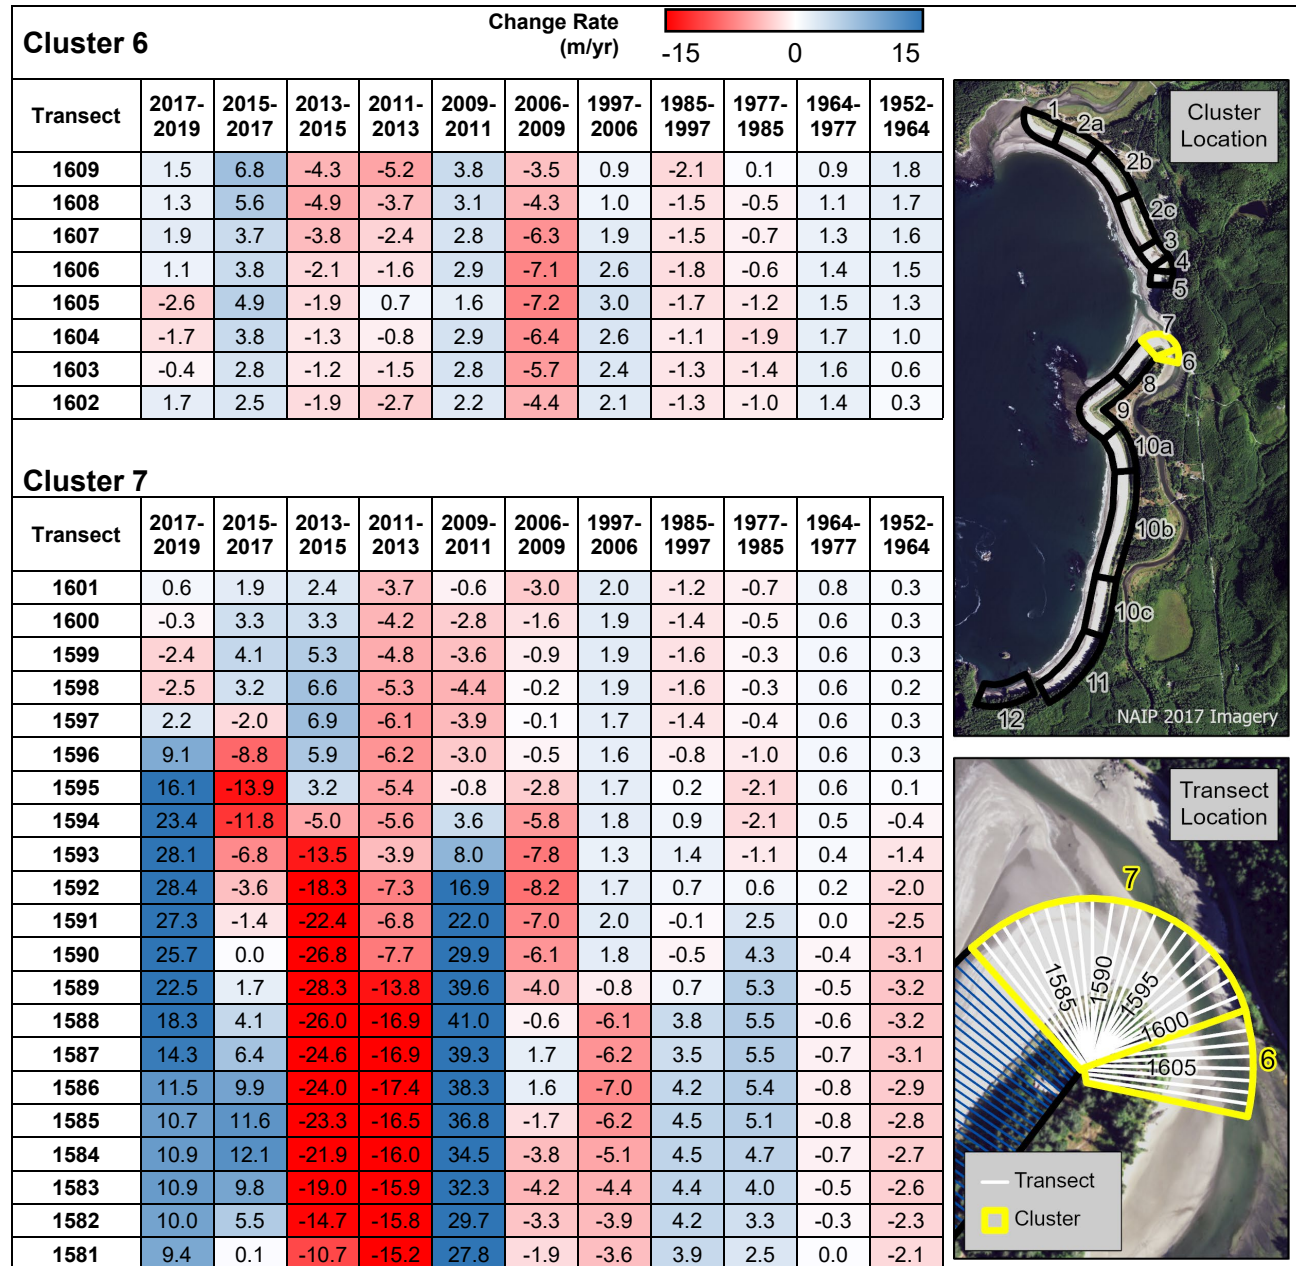 Cluster 6
Change Rate
(m/yr)
-15 0 15
Transect 2017-2019 2015-2017 2013-2015 2011-2013 2009-2011 2006-2009 1997-2006 1985-1997 1977-1985 1964-1977 1952-1964
1609 1.5 6.8 -4.3 -5.2 3.8 -3.5 0.9 -2.1 0.1 0.9 1.8
1608 1.3 5.6 -4.9 -3.7 3.1 -4.3 1.0 -1.5 -0.5 1.1 1.7
1607 1.9 3.7 -3.8 -2.4 2.8 -6.3 1.9 -1.5 -0.7 1.3 1.6
1606 1.1 3.8 -2.1 -1.6 2.9 -7.1 2.6 -1.8 -0.6 1.4 1.5
1605 -2.6 4.9 -1.9 0.7 1.6 -7.2 3.0 -1.7 -1.2 1.5 1.3
1604 -1.7 3.8 -1.3 -0.8 2.9 -6.4 2.6 -1.1 -1.9 1.7 1.0
1603 -0.4 2.8 -1.2 -1.5 2.8 -5.7 2.4 -1.3 -1.4 1.6 0.6
1602 1.7 2.5 -1.9 -2.7 2.2 -4.4 2.1 -1.3 -1.0 1.4 0.3
Cluster 7
Transect 2017-2019 2015-2017 2013-2015 2011-2013 2009-2011 2006-2009 1997-2006 1985-1997 1977-1985 1964-1977 1952-1964
1601 0.6 1.9 2.4 -3.7 -0.6 -3.0 2.0 -1.2 -0.7 0.8 0.3
1600 -0.3 3.3 3.3 -4.2 -2.8 -1.6 1.9 -1.4 -0.5 0.6 0.3
1599 -2.4 4.1 5.3 -4.8 -3.6 -0.9 1.9 -1.6 -0.3 0.6 0.3
1598 -2.5 3.2 6.6 -5.3 -4.4 -0.2 1.9 -1.6 -0.3 0.6 0.2
1597 2.2 -2.0 6.9 -6.1 -3.9 -0.1 1.7 -1.4 -0.4 0.6 0.3
1596 9.1 -8.8 5.9 -6.2 -3.0 -0.5 1.6 -0.8 -1.0 0.6 0.3
1595 16.1 -13.9 3.2 -5.4 -0.8 -2.8 1.7 0.2 -2.1 0.6 0.1
1594 23.4 -11.8 -5.0 -5.6 3.6 -5.8 1.8 0.9 -2.1 0.5 -0.4
1593 28.1 -6.8 -13.5 -3.9 8.0 -7.8 1.3 1.4 -1.1 0.4 -1.4
1592 28.4 -3.6 -18.3 -7.3 16.9 -8.2 1.7 0.7 0.6 0.2 -2.0
1591 27.3 -1.4 -22.4 -6.8 22.0 -7.0 2.0 -0.1 2.5 0.0 -2.5
1590 25.7 0.0 -26.8 -7.7 29.9 -6.1 1.8 -0.5 4.3 -0.4 -3.1
1589 22.5 1.7 -28.3 -13.8 39.6 -4.0 -0.8 0.7 5.3 -0.5 -3.2
1588 18.3 4.1 -26.0 -16.9 41.0 -0.6 -6.1 3.8 5.5 -0.6 -3.2
1587 14.3 6.4 -24.6 -16.9 39.3 1.7 -6.2 3.5 5.5 -0.7 -3.1
1586 11.5 9.9 -24.0 -17.4 38.3 1.6 -7.0 4.2 5.4 -0.8 -2.9
1585 10.7 11.6 -23.3 -16.5 36.8 -1.7 -6.2 4.5 5.1 -0.8 -2.8
1584 10.9 12.1 -21.9 -16.0 34.5 -3.8 -5.1 4.5 4.7 -0.7 -2.7
1583 10.9 9.8 -19.0 -15.9 32.3 -4.2 -4.4 4.4 4.0 -0.5 -2.6
1582 10.0 5.5 -14.7 -15.8 29.7 -3.3 -3.9 4.2 3.3 -0.3 -2.3
1581 9.4 0.1 -10.7 -15.2 27.8 -1.9 -3.6 3.9 2.5 0.0 -2.1
Cluster
Location
1
2a
2b
2c
3
4
5
7
6
8
9
10a
10b
10c
11
12
NAIP 2017 Imagery
Transect
Location
7
1585
1590
1595
1600
1605
6
Transect
Cluster